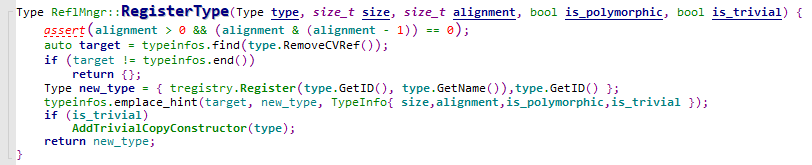 Type ReflMngr::RegisterType(Type type, size_t size, size_t alignment, bool is_polymorphic, bool is_trivial) {
assert(alignment > 0 && (alignment & (alignment - 1)) == 0);
auto target = typeinfos.find(type.RemoveCVRef());
if (target != typeinfos.end())
return {};
Type new_type = { tregistry.Register(type.GetID(), type.GetName()),type.GetID() };
typeinfos.emplace_hint(target, new_type, TypeInfo{ size,alignment,is_polymorphic,is_trivial });
if (is_trivial)
AddTrivialCopyConstructor(type);
return new_type;
}